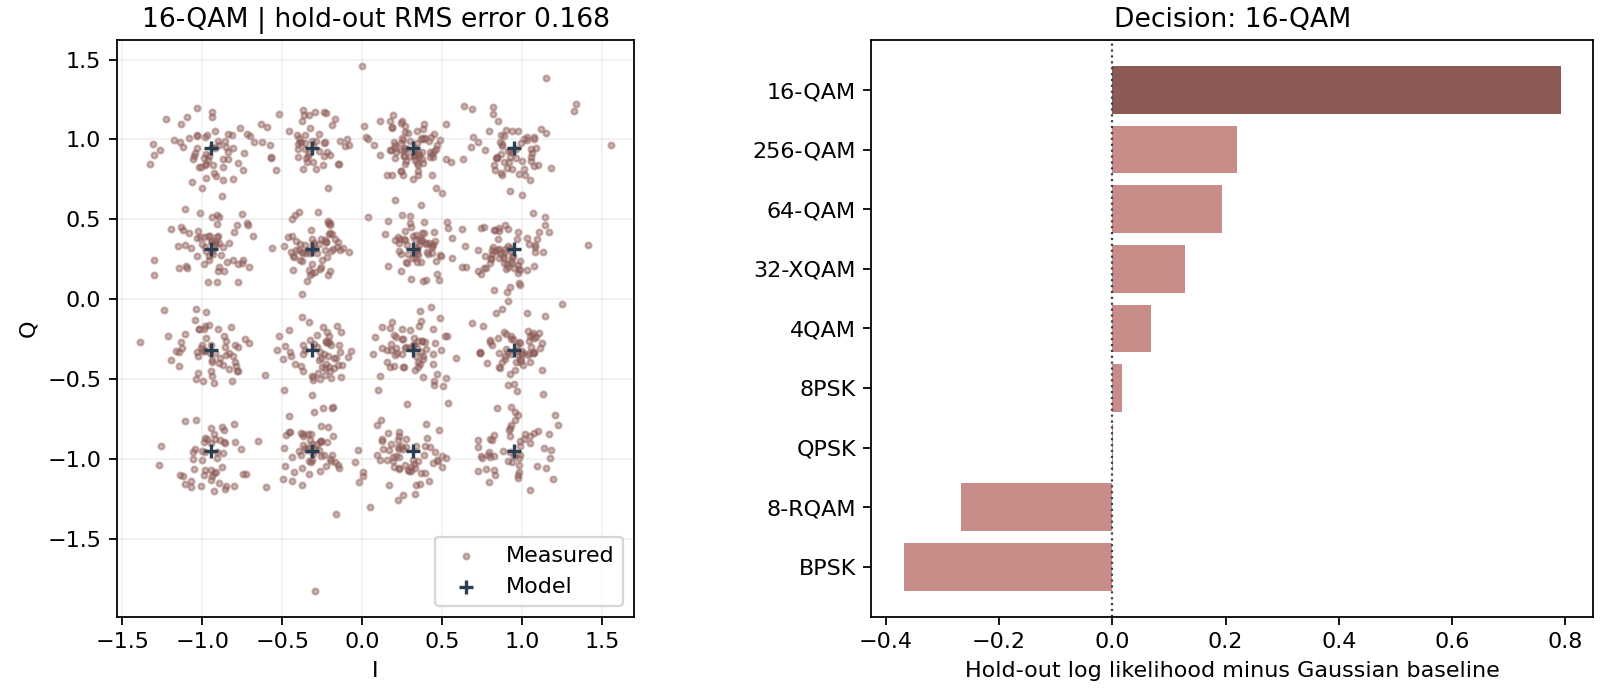 16-QAM | hold-out RMS error 0.168
1.5
1.0
0.5
0.0
−0.5
−1.0
−1.5
Q
−1.5 −1.0 −0.5 0.0 0.5 1.0 1.5
I
Measured
Model
Decision: 16-QAM
16-QAM
256-QAM
64-QAM
32-XQAM
4QAM
8PSK
QPSK
8-RQAM
BPSK
−0.4 −0.2 0.0 0.2 0.4 0.6 0.8
Hold-out log likelihood minus Gaussian baseline